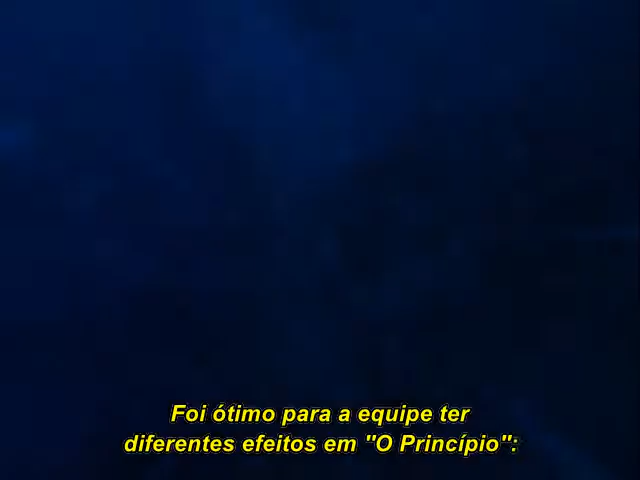 Foi ótimo para a equipe ter
diferentes efeitos em "O Princípio":